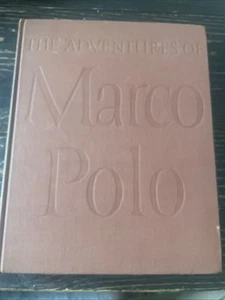 THE ADVENTURES OF
Marco
Polo